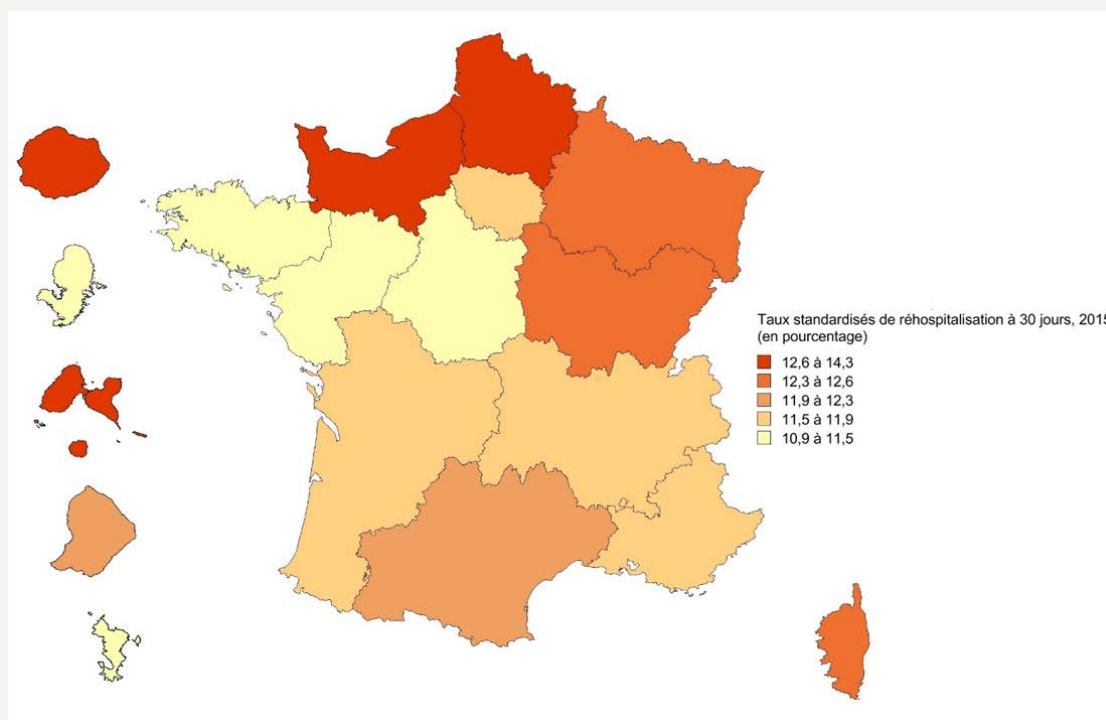 Taux standardisés de réhospitalisation à 30 jours, 2015
(en pourcentage)
12,6 à 14,3
12,3 à 12,6
11,9 à 12,3
11,5 à 11,9
10,9 à 11,5